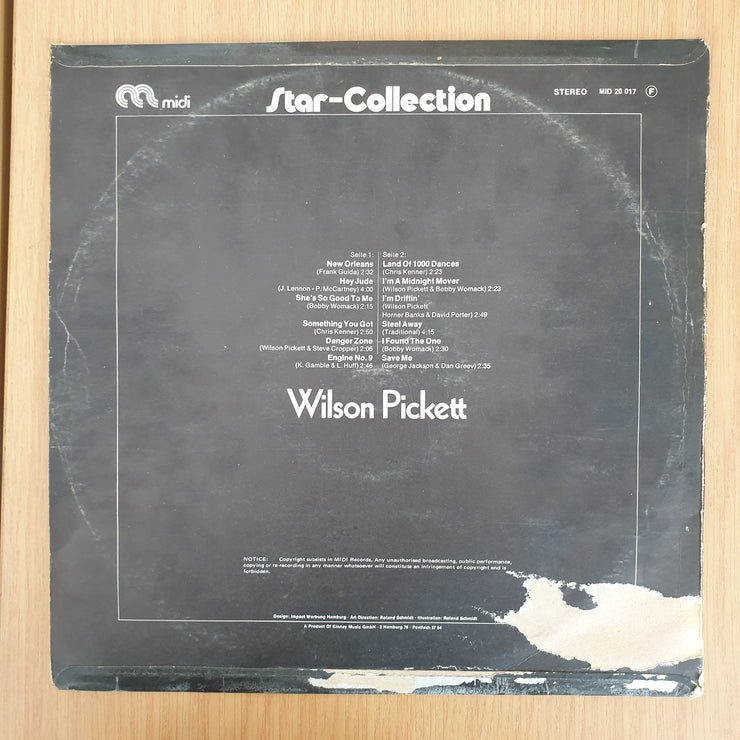 midi
Star-Collection
STEREO MID 20 017 F
Seite 1:
New Orleans
(Frank Guida) 2:32
Hey Jude
(J. Lennon - P. McCartney) 4:00
She's So Good To Me
(Bobby Womack) 2:15
Something You Got
(Chris Kenner) 2:50
Danger Zone
(Wilson Pickett & Steve Cropper) 2:06
Engine No. 9
(K. Gamble & L. Huff) 2:46
Seite 2:
Land Of 1000 Dances
(Chris Kenner) 2:23
I'm A Midnight Mover
(Wilson Pickett & Bobby Womack) 2:23
I'm Driftin'
(Wilson Pickett
Horner Banks & David Porter) 2:49
Steel Away
(Traditional) 4:15
I Found The One
(Bobby Womack) 2:30
Save Me
(George Jackson & Dan Greev) 2:35
Wilson Pickett
NOTICE: Copyright subsists in MIDI Records. Any unauthorised broadcasting, public performance,
copying or re-recording in any manner whatsoever will constitute an infringement of copyright and is
forbidden.
Design: Impact Werbung Hamburg · Art Direction: Roland Schmidt · Illustration: Roland Schmidt
A Product Of Kinney Music GmbH · 2 Hamburg 76 · Postfach 57 54